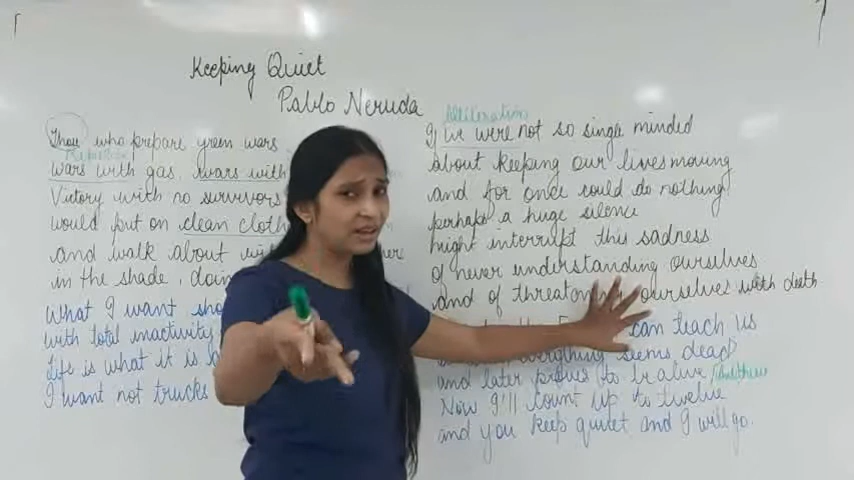 Keeping Quiet
Pablo Neruda
Thou who prepare green wars
Repetition
wars with gas, wars with
Victory with no survivors
would put on clean cloth
and walk about wi
here
in the shade, doin
What I want sho
with total inactivity
Life is what it is a
I want not trucks
Alliteration
If we were not so single minded
about keeping our lives moving
and for once could do nothing
perhaps a huge silence
might interrupt this sadness
of never understanding ourselves
and of threatening ourselves with death
can teach us
everything seems dead
and later proves to be alive
Now I'll count up to twelve
and you keep quiet and I will go.